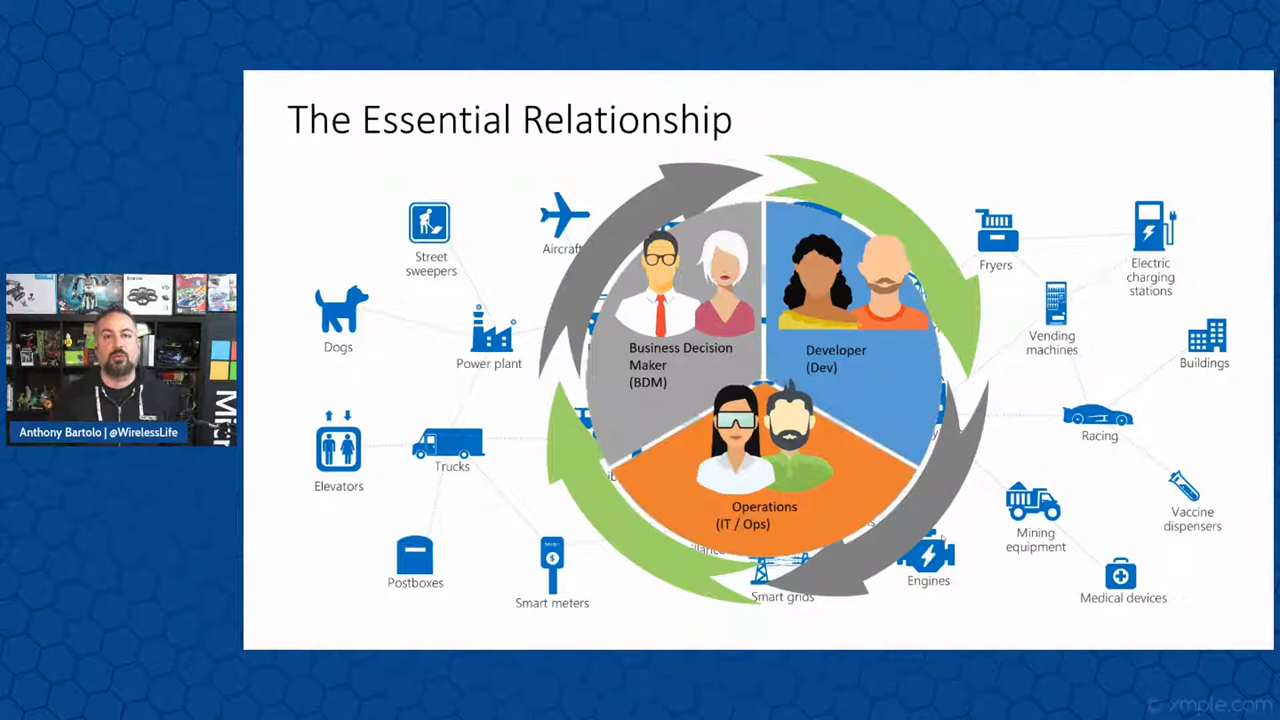 The Essential Relationship
Street
sweepers
Aircraft
Fryers
Electric
charging
stations
Dogs
Power plant
Business Decision
Maker
(BDM)
Developer
(Dev)
Vending
machines
Buildings
Anthony Bartolo | @WirelessLife
Elevators
Trucks
Racing
Operations
(IT / Ops)
Vaccine
dispensers
Mining
equipment
Postboxes
Smart meters
Smart grids
Engines
Medical devices
xmple.com